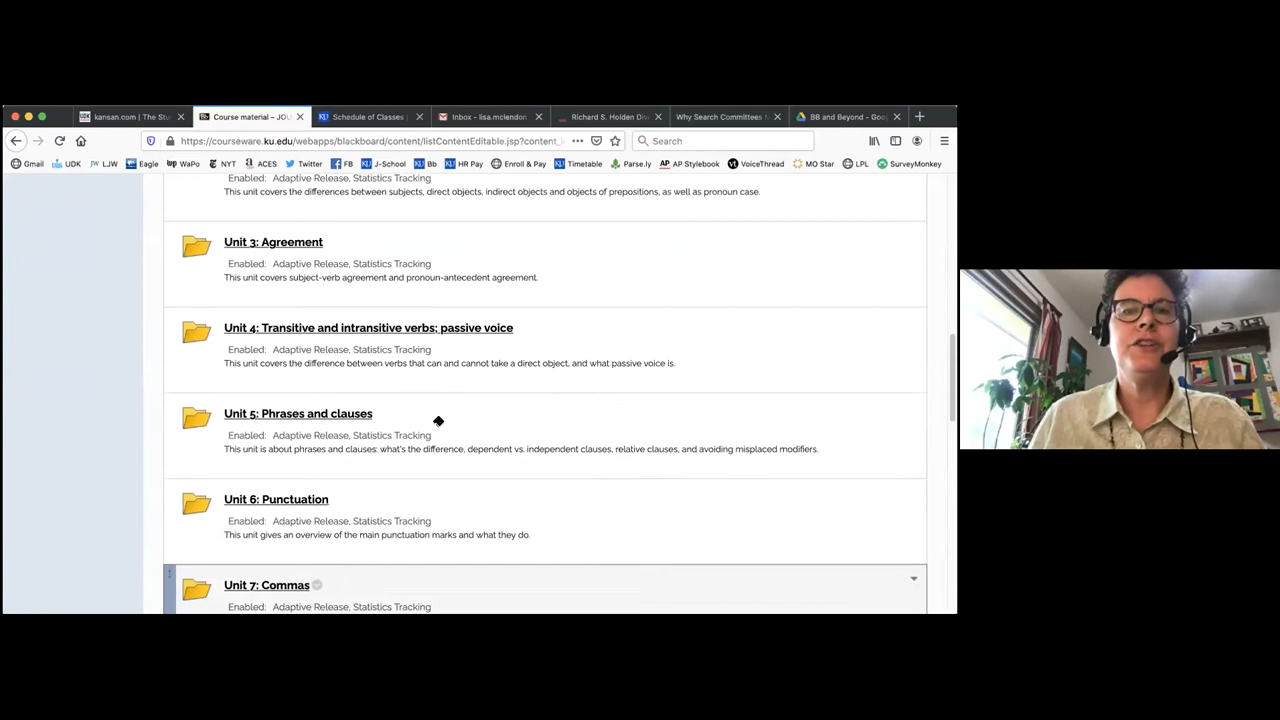 kansan.com | The Stu
Course material – JOU
Schedule of Classes |
Inbox - lisa.mclendon
Richard S. Holden Div
Why Search Committees M
BB and Beyond - Goo
https://courseware.ku.edu/webapps/blackboard/content/listContentEditable.jsp?content_
Search
Gmail UDK LJW Eagle WaPo NYT ACES Twitter FB J-School Bb HR Pay Enroll & Pay Timetable Parse.ly AP Stylebook VoiceThread MO Star LPL SurveyMonkey
Enabled: Adaptive Release, Statistics Tracking
This unit covers the differences between subjects, direct objects, indirect objects and objects of prepositions, as well as pronoun case.
Unit 3: Agreement
Enabled: Adaptive Release, Statistics Tracking
This unit covers subject-verb agreement and pronoun-antecedent agreement.
Unit 4: Transitive and intransitive verbs; passive voice
Enabled: Adaptive Release, Statistics Tracking
This unit covers the difference between verbs that can and cannot take a direct object, and what passive voice is.
Unit 5: Phrases and clauses
Enabled: Adaptive Release, Statistics Tracking
This unit is about phrases and clauses: what's the difference, dependent vs. independent clauses, relative clauses, and avoiding misplaced modifiers.
Unit 6: Punctuation
Enabled: Adaptive Release, Statistics Tracking
This unit gives an overview of the main punctuation marks and what they do.
Unit 7: Commas
Enabled: Adaptive Release, Statistics Tracking